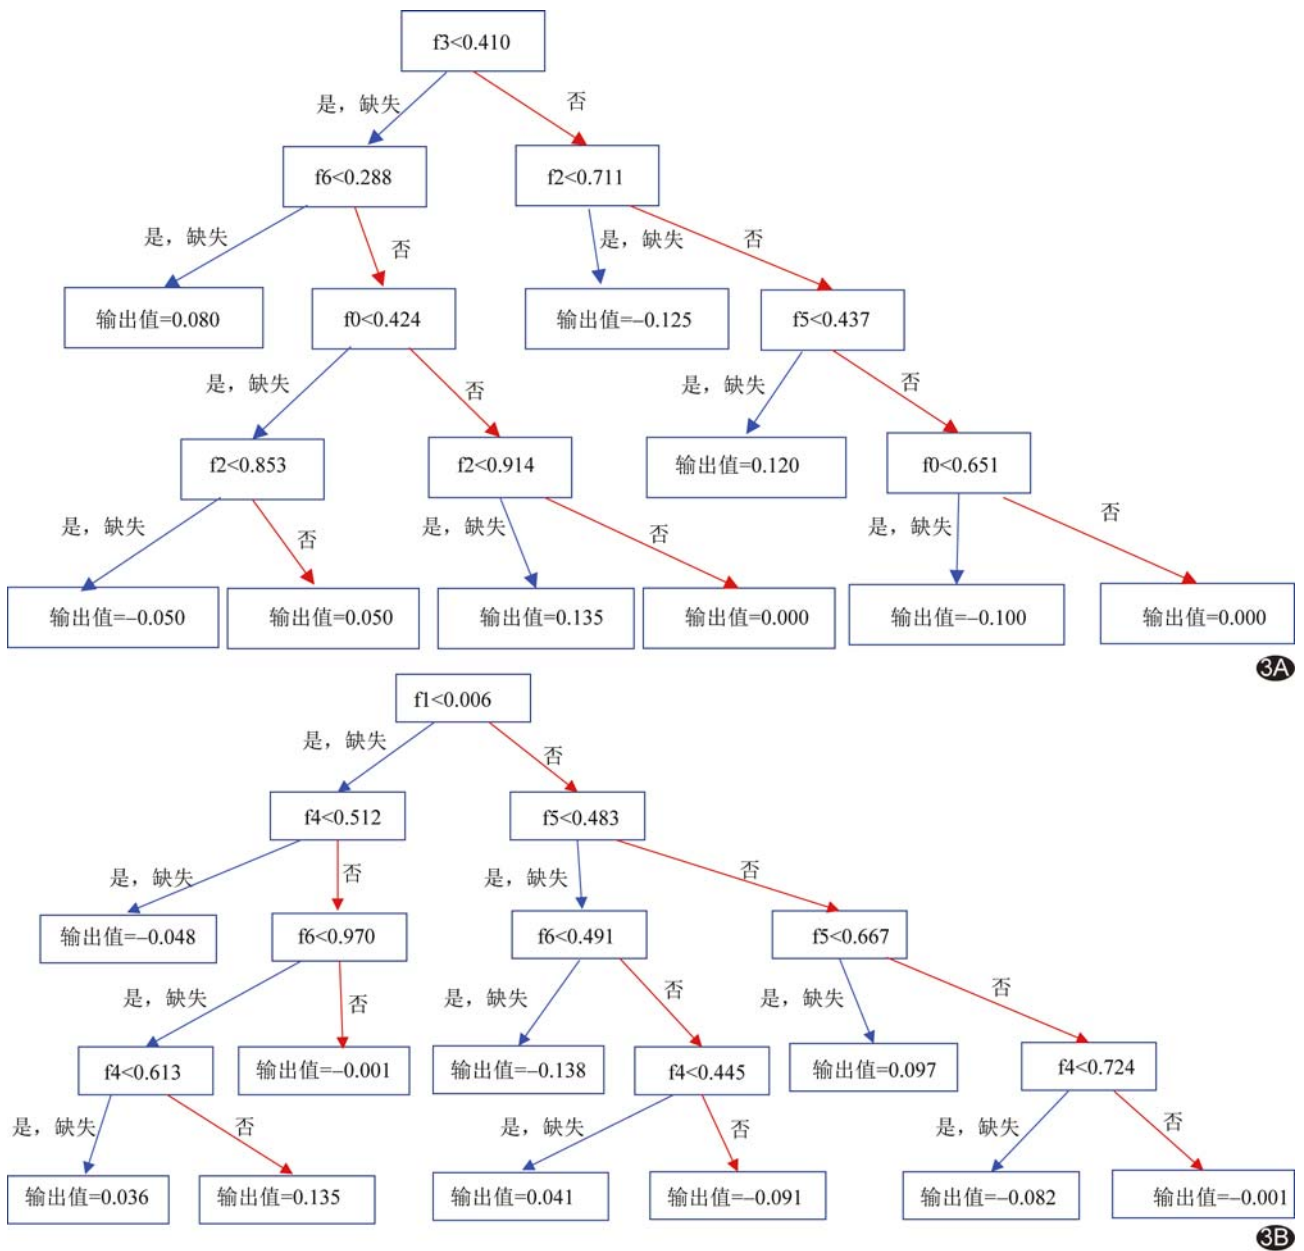 f3<0.410
是，缺失
否
f6<0.288
f2<0.711
是，缺失
否
是，缺失
否
输出值=0.080
f0<0.424
输出值=−0.125
f5<0.437
是，缺失
否
是，缺失
否
f2<0.853
f2<0.914
输出值=0.120
f0<0.651
是，缺失
否
是，缺失
否
是，缺失
否
输出值=−0.050
输出值=0.050
输出值=0.135
输出值=0.000
输出值=−0.100
输出值=0.000
3A
f1<0.006
是，缺失
否
f4<0.512
f5<0.483
是，缺失
否
是，缺失
否
输出值=−0.048
f6<0.970
f6<0.491
f5<0.667
是，缺失
否
是，缺失
否
是，缺失
否
f4<0.613
输出值=−0.001
输出值=−0.138
f4<0.445
输出值=0.097
f4<0.724
是，缺失
否
是，缺失
否
是，缺失
否
输出值=0.036
输出值=0.135
输出值=0.041
输出值=−0.091
输出值=−0.082
输出值=−0.001
3B